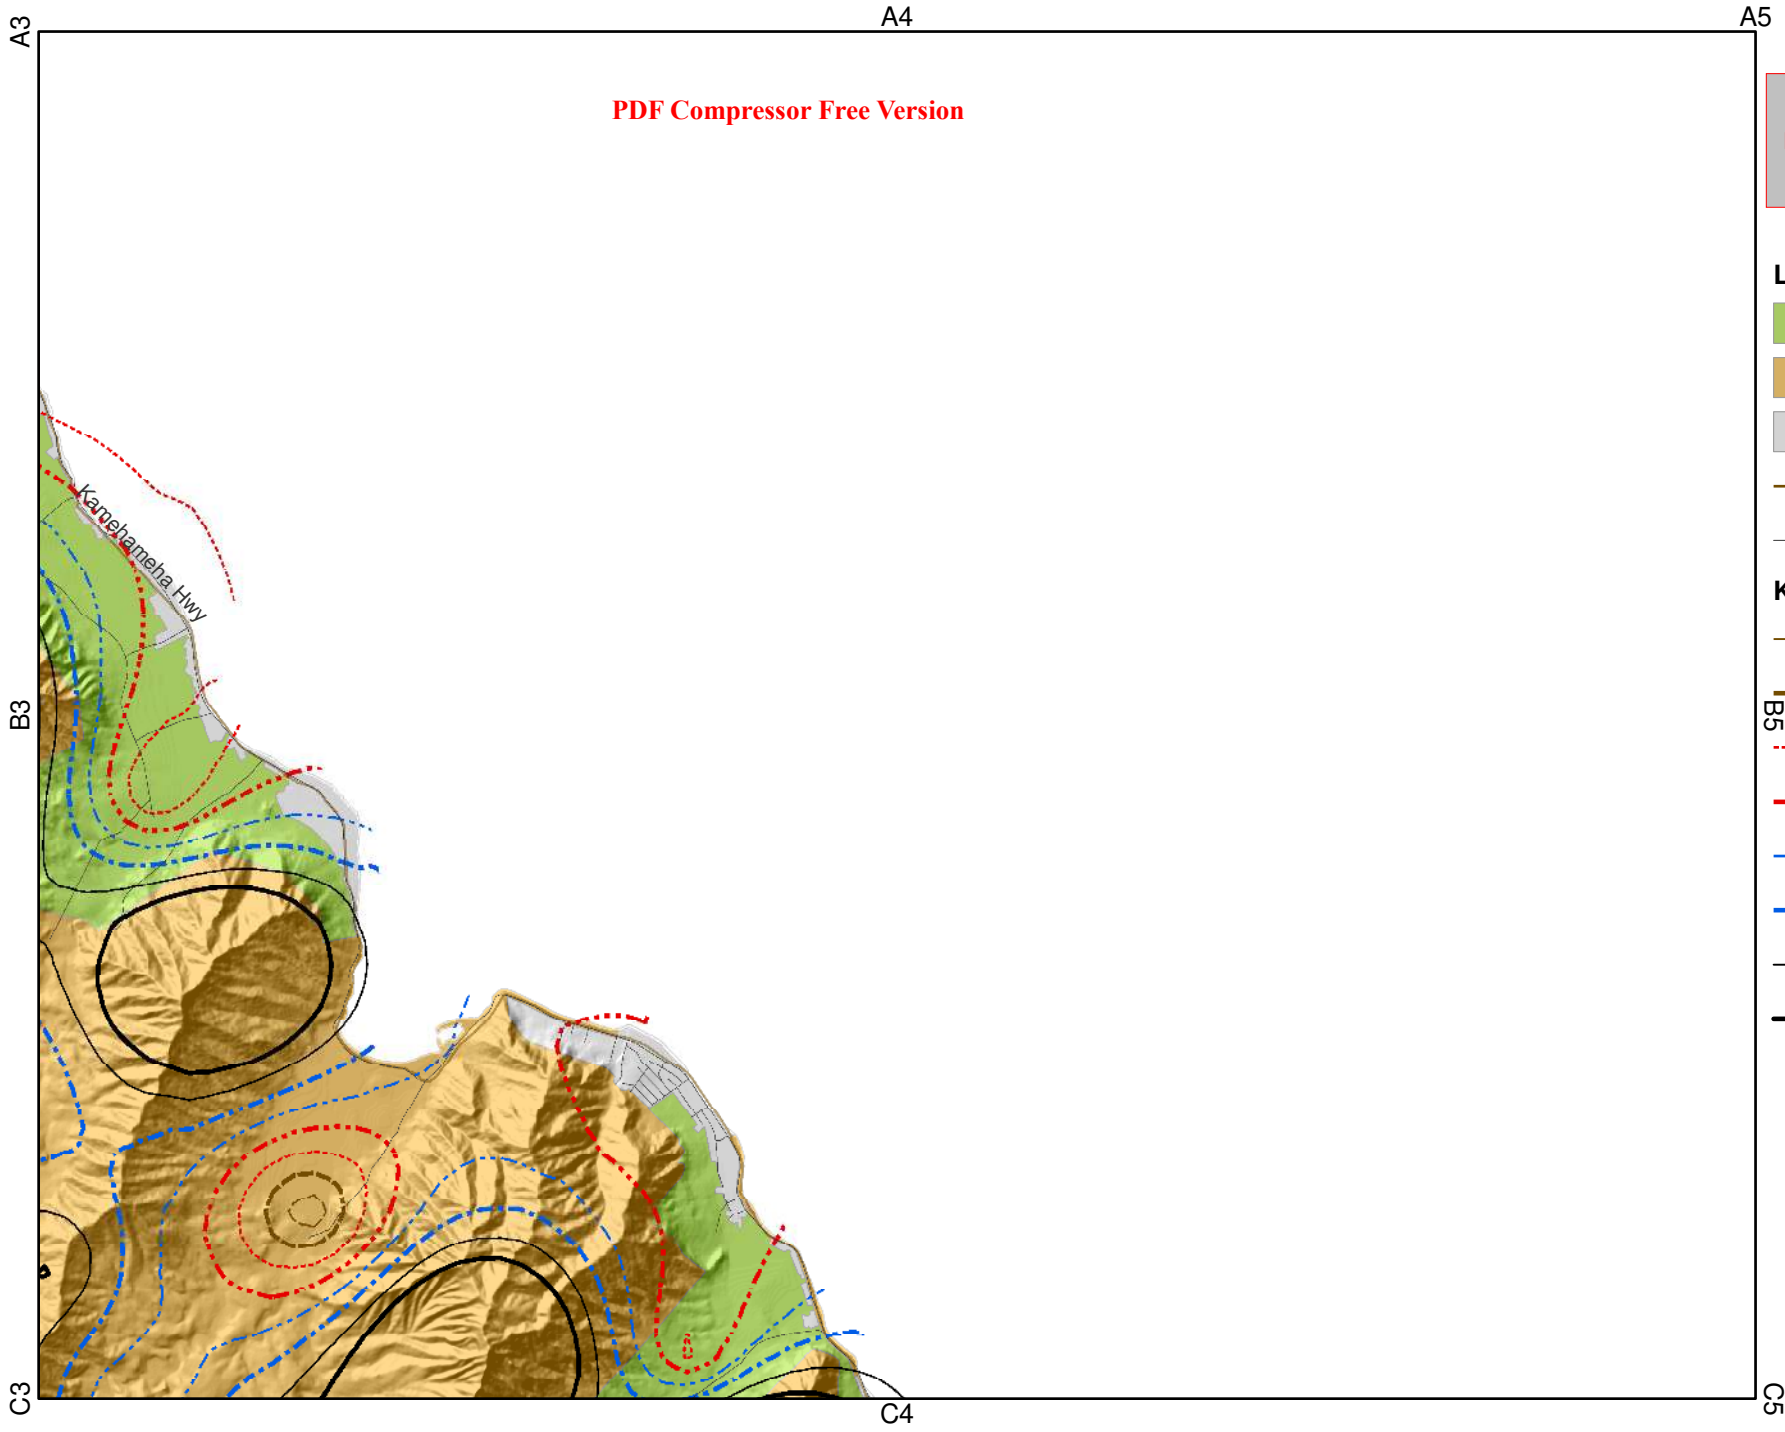 A3
A4
A5
PDF Compressor Free Version
L
Kamehameha Hwy
K
B3
B5
C3
C4
C5